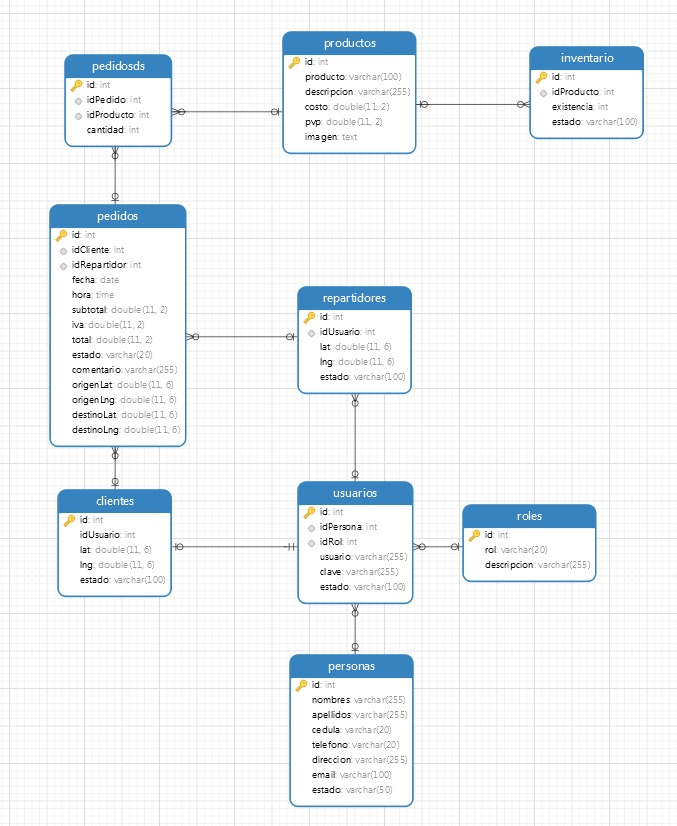 pedidosds
id: int
idPedido: int
idProducto: int
cantidad: int
productos
id: int
producto: varchar(100)
descripcion: varchar(255)
costo: double(11, 2)
pvp: double(11, 2)
imagen: text
inventario
id: int
idProducto: int
existencia: int
estado: varchar(100)
pedidos
id: int
idCliente: int
idRepartidor: int
fecha: date
hora: time
subtotal: double(11, 2)
iva: double(11, 2)
total: double(11, 2)
estado: varchar(20)
comentario: varchar(255)
origenLat: double(11, 6)
origenLng: double(11, 6)
destinoLat: double(11, 6)
destinoLng: double(11, 6)
repartidores
id: int
idUsuario: int
lat: double(11, 6)
lng: double(11, 6)
estado: varchar(100)
clientes
id: int
idUsuario: int
lat: double(11, 6)
lng: double(11, 6)
estado: varchar(100)
usuarios
id: int
idPersona: int
idRol: int
usuario: varchar(255)
clave: varchar(255)
estado: varchar(100)
roles
id: int
rol: varchar(20)
descripcion: varchar(255)
personas
id: int
nombres: varchar(255)
apellidos: varchar(255)
cedula: varchar(20)
telefono: varchar(20)
direccion: varchar(255)
email: varchar(100)
estado: varchar(50)